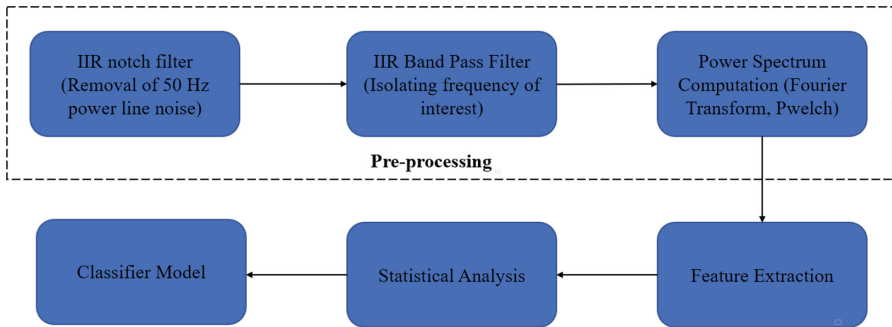 IIR notch filter
(Removal of 50 Hz
power line noise)
IIR Band Pass Filter
(Isolating frequency of
interest)
Power Spectrum
Computation (Fourier
Transform, Pwelch)
Pre-processing
Classifier Model
Statistical Analysis
Feature Extraction